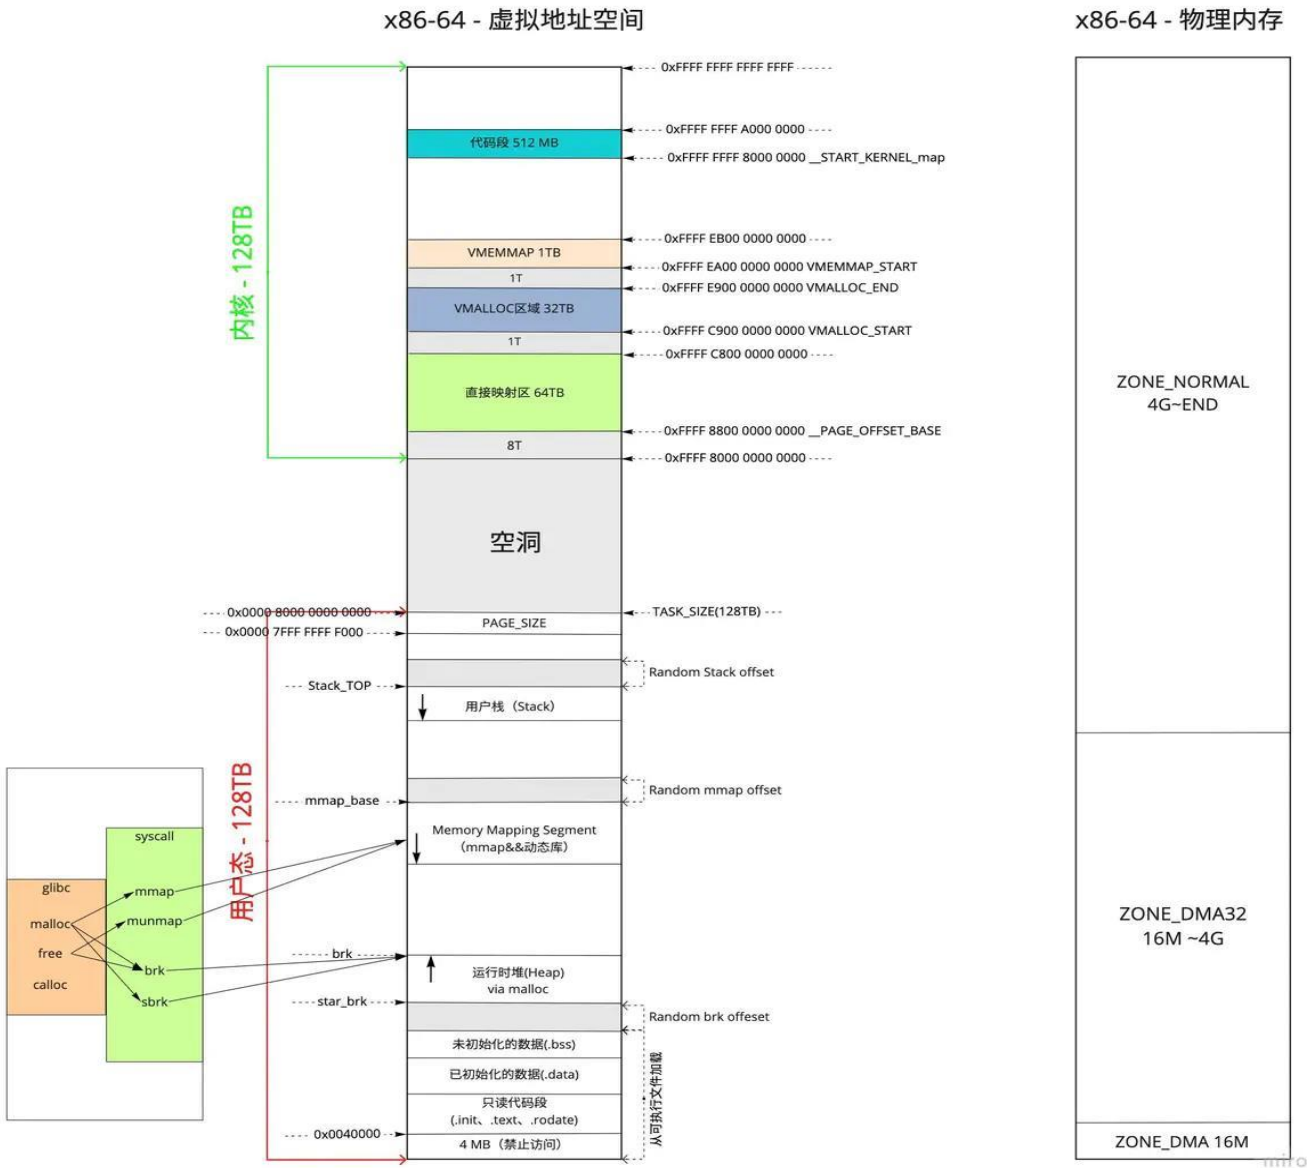 x86-64 - 虚拟地址空间
x86-64 - 物理内存
0xFFFF FFFF FFFF FFFF
0xFFFF FFFF A000 0000
代码段 512 MB
0xFFFF FFFF 8000 0000 __START_KERNEL_map
内核 - 128TB
0xFFFF EB00 0000 0000
VMEMMAP 1TB
0xFFFF EA00 0000 0000 VMEMMAP_START
1T
0xFFFF E900 0000 0000 VMALLOC_END
VMALLOC区域 32TB
0xFFFF C900 0000 0000 VMALLOC_START
1T
0xFFFF C800 0000 0000
直接映射区 64TB
0xFFFF 8800 0000 0000 __PAGE_OFFSET_BASE
8T
0xFFFF 8000 0000 0000
空洞
0x0000 8000 0000 0000
TASK_SIZE(128TB)
PAGE_SIZE
0x0000 7FFF FFFF F000
Random Stack offset
Stack_TOP
用户栈（Stack）
用户态 - 128TB
Random mmap offset
mmap_base
Memory Mapping Segment
（mmap&&动态库）
syscall
glibc
mmap
malloc
munmap
free
brk
calloc
sbrk
brk
运行时堆(Heap)
via malloc
star_brk
Random brk offeset
未初始化的数据(.bss)
已初始化的数据(.data)
只读代码段
(.init、.text、.rodate)
从可执行文件加载
0x0040000
4 MB（禁止访问）
ZONE_NORMAL
4G~END
ZONE_DMA32
16M ~4G
ZONE_DMA 16M
miro